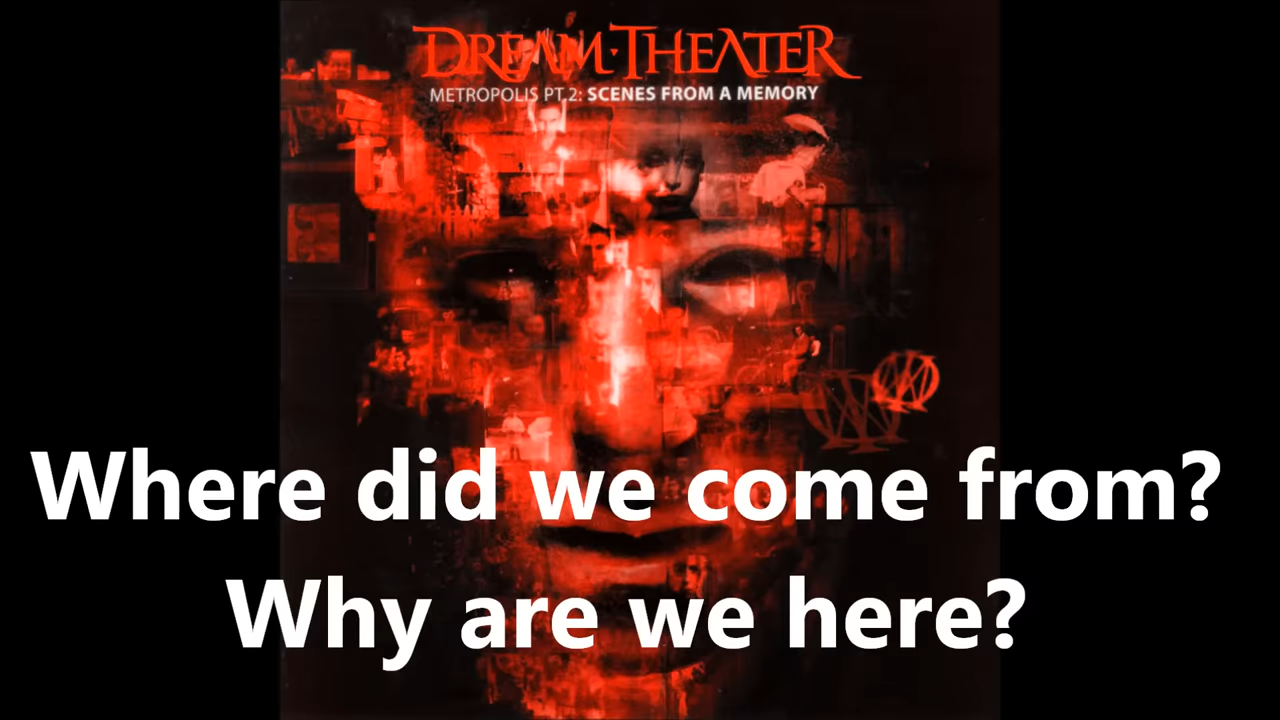 DREAM THEATER
METROPOLIS PT.2: SCENES FROM A MEMORY
Where did we come from?
Why are we here?